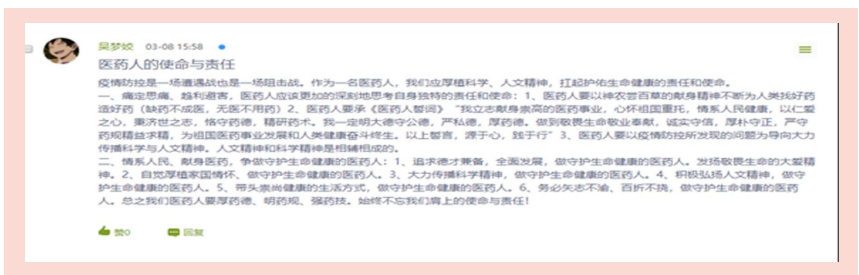 吴梦姣 03-08 15:58
医药人的使命与责任
疫情防控是一场遭遇战也是一场阻击战。作为一名医药人，我们应厚植科学、人文精神，扛起护佑生命健康的责任和使命。
一、痛定思痛、趋利避害，医药人应该更加的深刻地思考自身独特的责任和使命：1、医药人要以神农尝百草的献身精神不断为人类找好药
造好药（缺药不成医，无医不用药）2、医药人要承《医药人誓词》“我立志献身崇高的医药事业，心怀祖国重托，情系人民健康，以仁爱
之心，秉济世之志，恪守药德，精研药术。我一定明大德守公德，严私德，厚药德。做到敬畏生命敬业奉献，诚实守信，厚朴守正，严守
药规精益求精，为祖国医药事业发展和人类健康奋斗终生。以上誓言，源于心，践于行”3、医药人要以疫情防控所发现的问题为导向大力
传播科学与人文精神。人文精神和科学精神是相辅相成的。
二、情系人民、献身医药，争做守护生命健康的医药人：1、追求德才兼备，全面发展，做守护生命健康的医药人。发扬敬畏生命的大爱精
神。2、自觉厚植家国情怀、做守护生命健康的医药人。3、大力传播科学精神，做守护生命健康的医药人。4、积极弘扬人文精神，做守
护生命健康的医药人。5、带头崇尚健康的生活方式，做守护生命健康的医药人。6、务必矢志不渝、百折不挠，做守护生命健康的医药
人。总之我们医药人要厚药德、明药规、强药技。始终不忘我们肩上的使命与责任！
赞0 回复